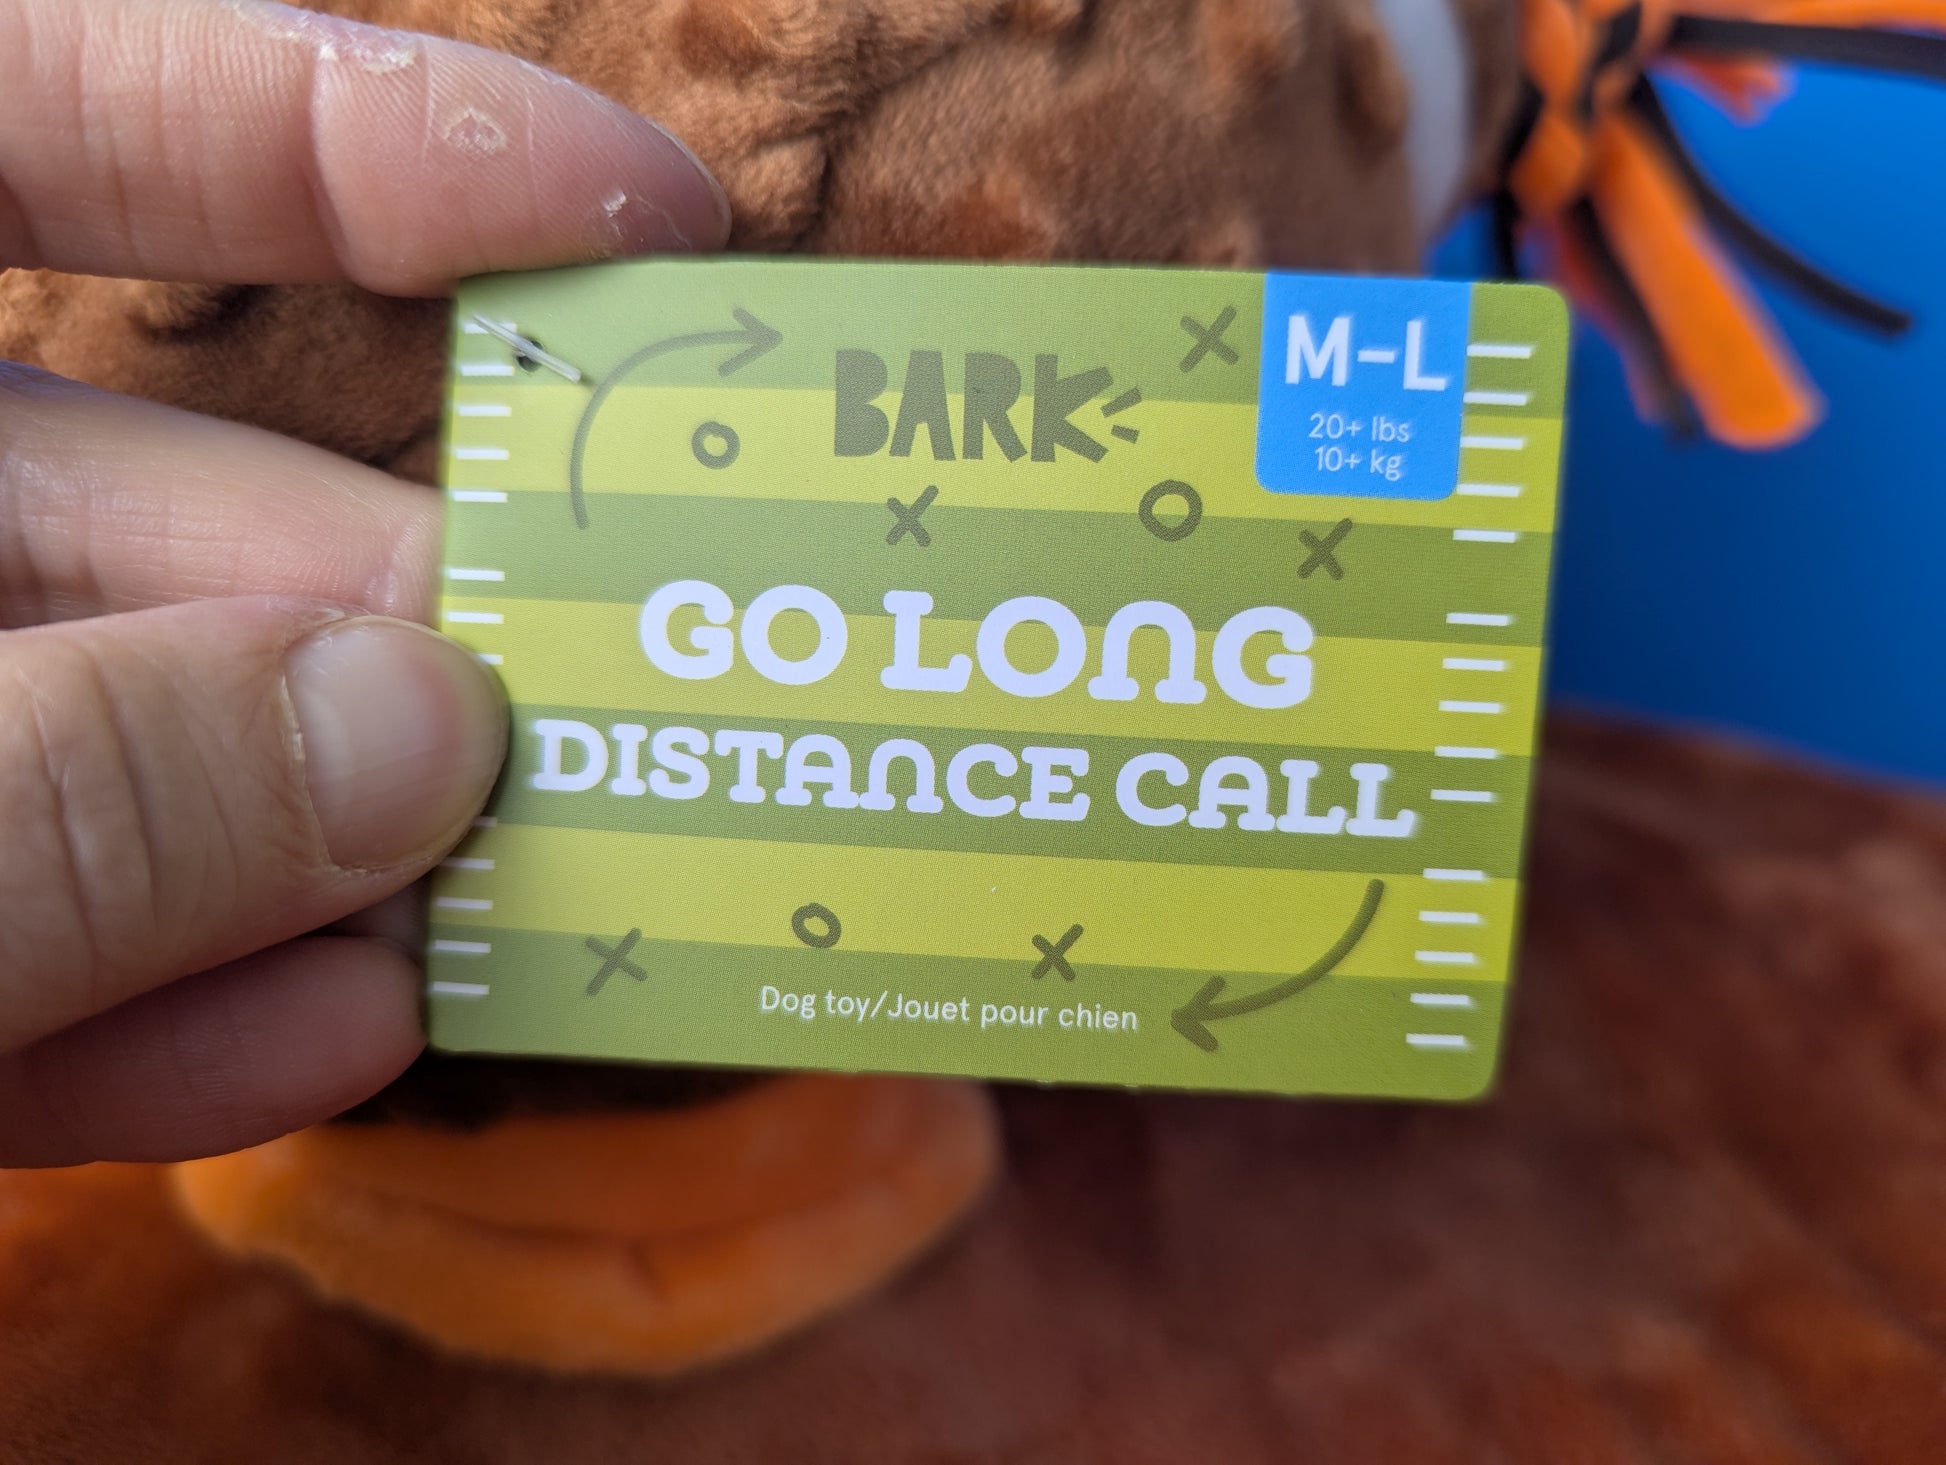 BARK
M-L
20+ lbs
10+ kg
GO LONG
DISTANCE CALL
Dog toy/Jouet pour chien